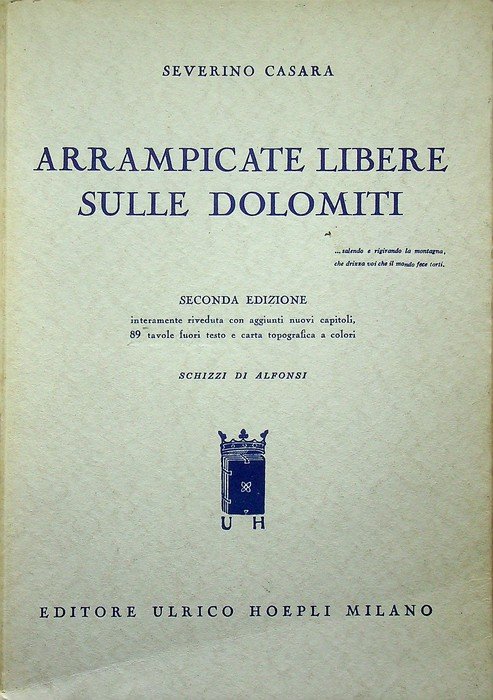 SEVERINO CASARA
ARRAMPICATE LIBERE
SULLE DOLOMITI
... salendo e rigirando la montagna,
che drizza voi che il mondo fece torti.
SECONDA EDIZIONE
interamente riveduta con aggiunti nuovi capitoli,
89 tavole fuori testo e carta topografica a colori
SCHIZZI DI ALFONSI
U H
EDITORE ULRICO HOEPLI MILANO